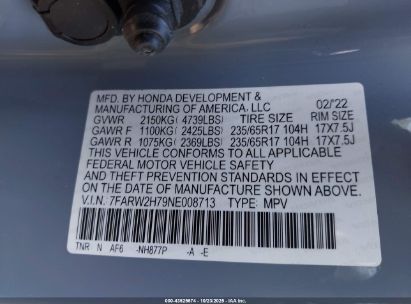 MFD. BY HONDA DEVELOPMENT &
MANUFACTURING OF AMERICA, LLC 02/'22
GVWR 2150KG( 4739LBS) TIRE SIZE RIM SIZE
GAWR F 1100KG( 2425LBS) 235/65R17 104H 17X7.5J
GAWR R 1075KG( 2369LBS) 235/65R17 104H 17X7.5J
THIS VEHICLE CONFORMS TO ALL APPLICABLE
FEDERAL MOTOR VEHICLE SAFETY
AND THEFT PREVENTION STANDARDS IN EFFECT ON
THE DATE OF MANUFACTURE SHOWN ABOVE.
V.I.N. 7FARW2H79NE008713 TYPE: MPV
TNR N AF6 -NH877P -A -E